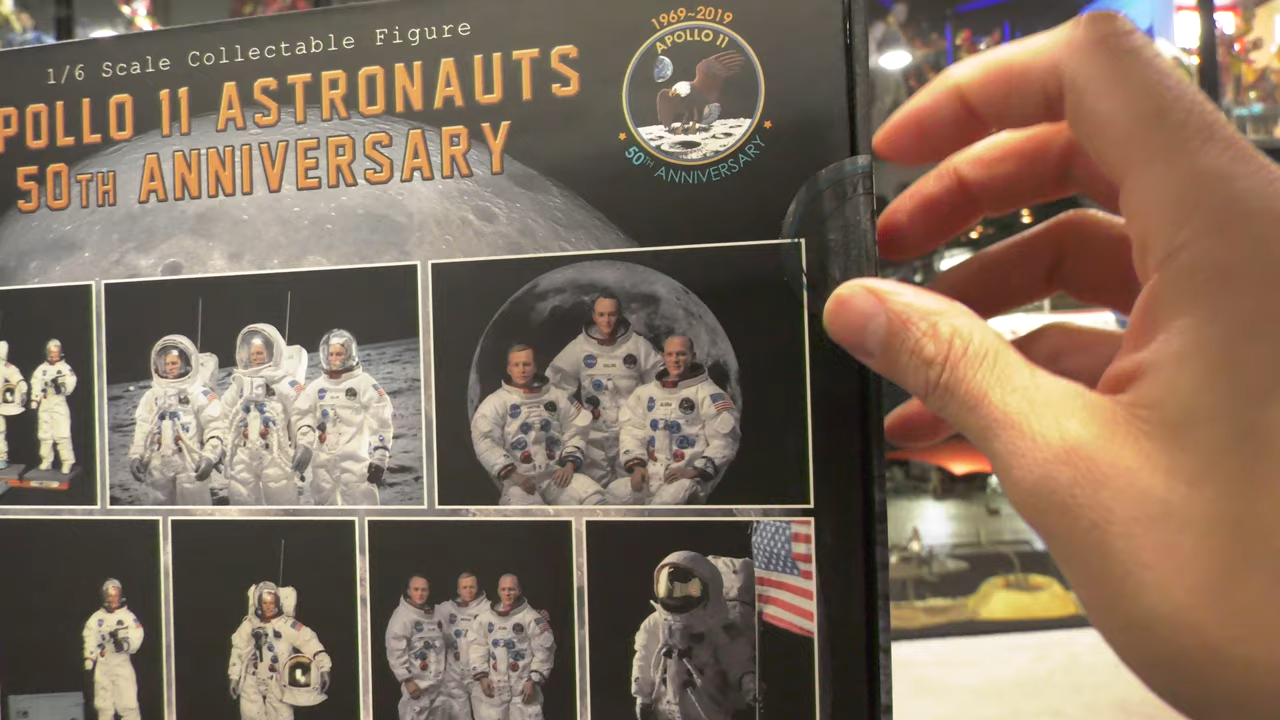 1/6 Scale Collectable Figure
POLLO 11 ASTRONAUTS
50TH ANNIVERSARY
1969~2019
APOLLO 11
50TH ANNIVERSARY